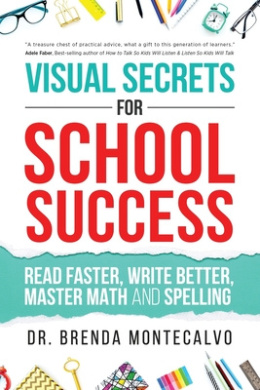 "A treasure chest of practical advice, what a gift to this generation of learners."
Adele Faber, Best-selling author of How to Talk So Kids Will Listen & Listen So Kids Will Talk
VISUAL SECRETS
FOR
SCHOOL
SUCCESS
READ FASTER, WRITE BETTER,
MASTER MATH AND SPELLING
DR. BRENDA MONTECALVO